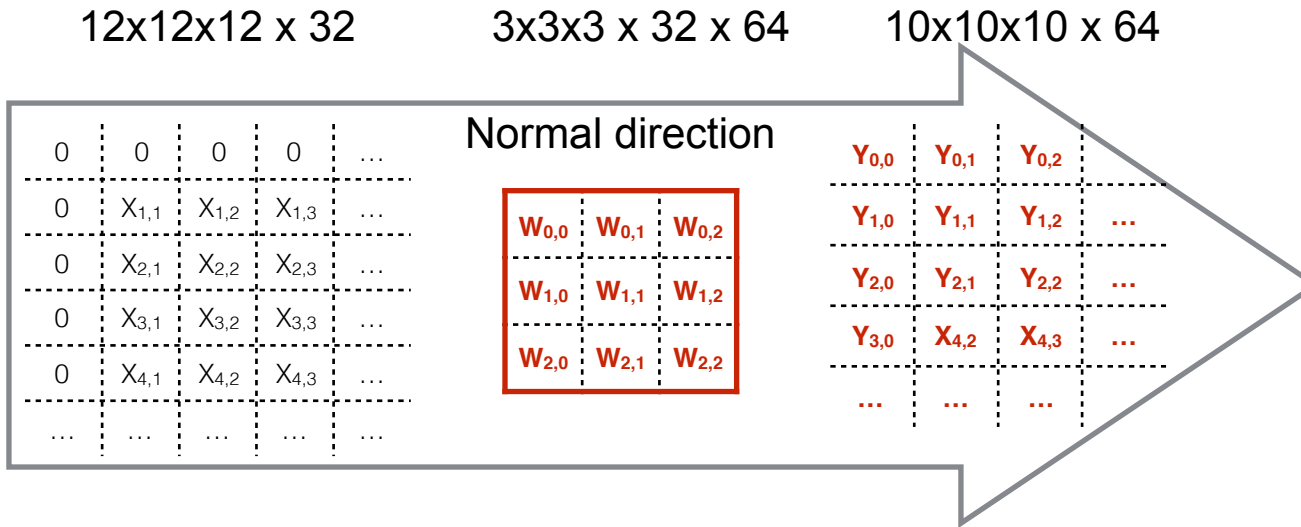 12x12x12 x 32 3x3x3 x 32 x 64 10x10x10 x 64
Normal direction
0 0 0 0 ...
0 X1,1 X1,2 X1,3 ...
0 X2,1 X2,2 X2,3 ...
0 X3,1 X3,2 X3,3 ...
0 X4,1 X4,2 X4,3 ...
... ... ... ... ...
W0,0 W0,1 W0,2
W1,0 W1,1 W1,2
W2,0 W2,1 W2,2
Y0,0 Y0,1 Y0,2
Y1,0 Y1,1 Y1,2 ...
Y2,0 Y2,1 Y2,2 ...
Y3,0 X4,2 X4,3 ...
... ... ...